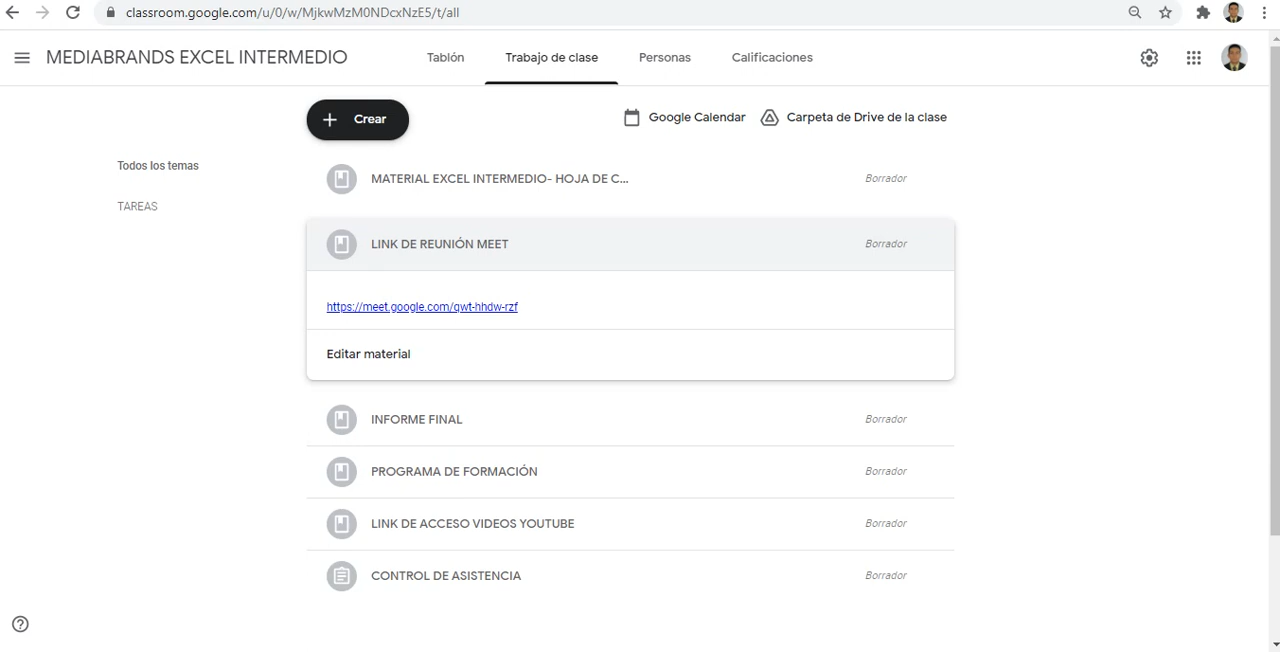 classroom.google.com/u/0/w/MjkwMzM0NDcxNzE5/t/all
MEDIABRANDS EXCEL INTERMEDIO
Tablón
Trabajo de clase
Personas
Calificaciones
Crear
Google Calendar
Carpeta de Drive de la clase
Todos los temas
TAREAS
MATERIAL EXCEL INTERMEDIO- HOJA DE C...
Borrador
LINK DE REUNIÓN MEET
Borrador
https://meet.google.com/qwt-hhdw-rzf
Editar material
INFORME FINAL
Borrador
PROGRAMA DE FORMACIÓN
Borrador
LINK DE ACCESO VIDEOS YOUTUBE
Borrador
CONTROL DE ASISTENCIA
Borrador